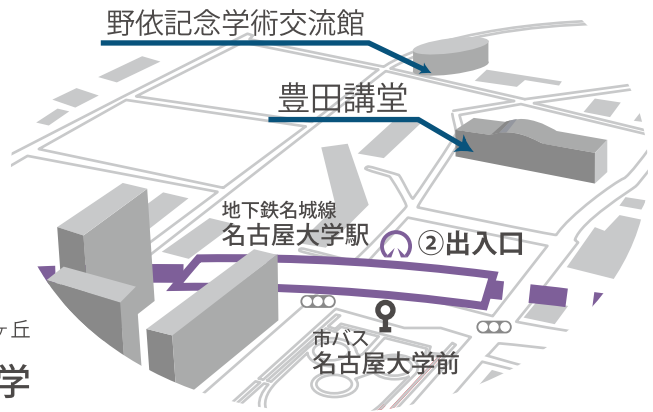 野依記念学術交流館
豊田講堂
地下鉄名城線
名古屋大学駅
②出入口
市バス
名古屋大学前
ヶ丘
学